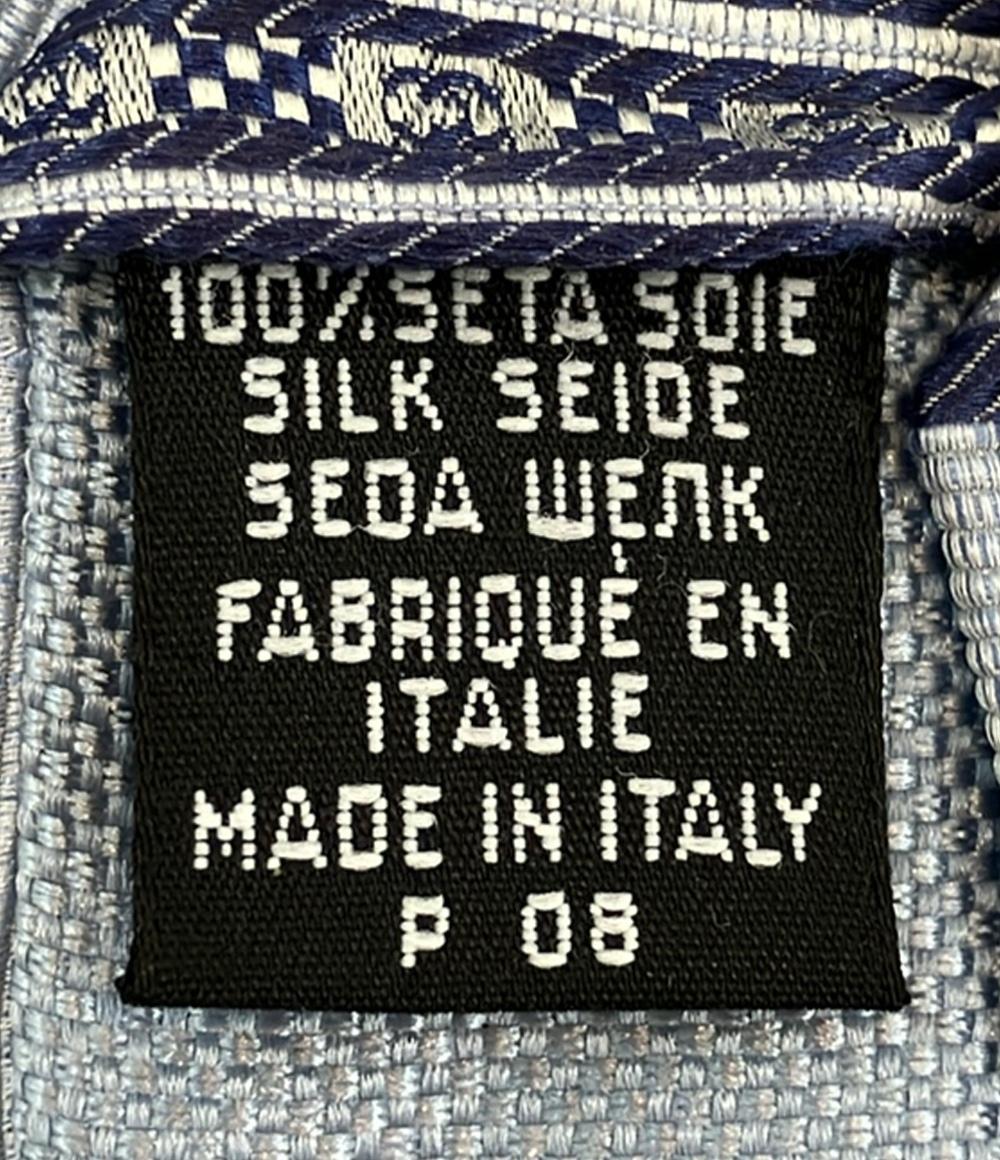 100% SETA SOIE
SILK SEIDE
SEDA ШЕЛК
FABRIQUÉ EN
ITALIE
MADE IN ITALY
P 08